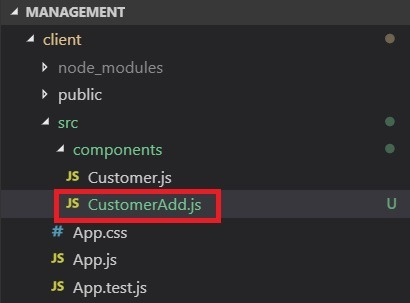 MANAGEMENT
client
node_modules
public
src
components
JS Customer.js
JS CustomerAdd.js U
# App.css
JS App.js
JS App.test.js